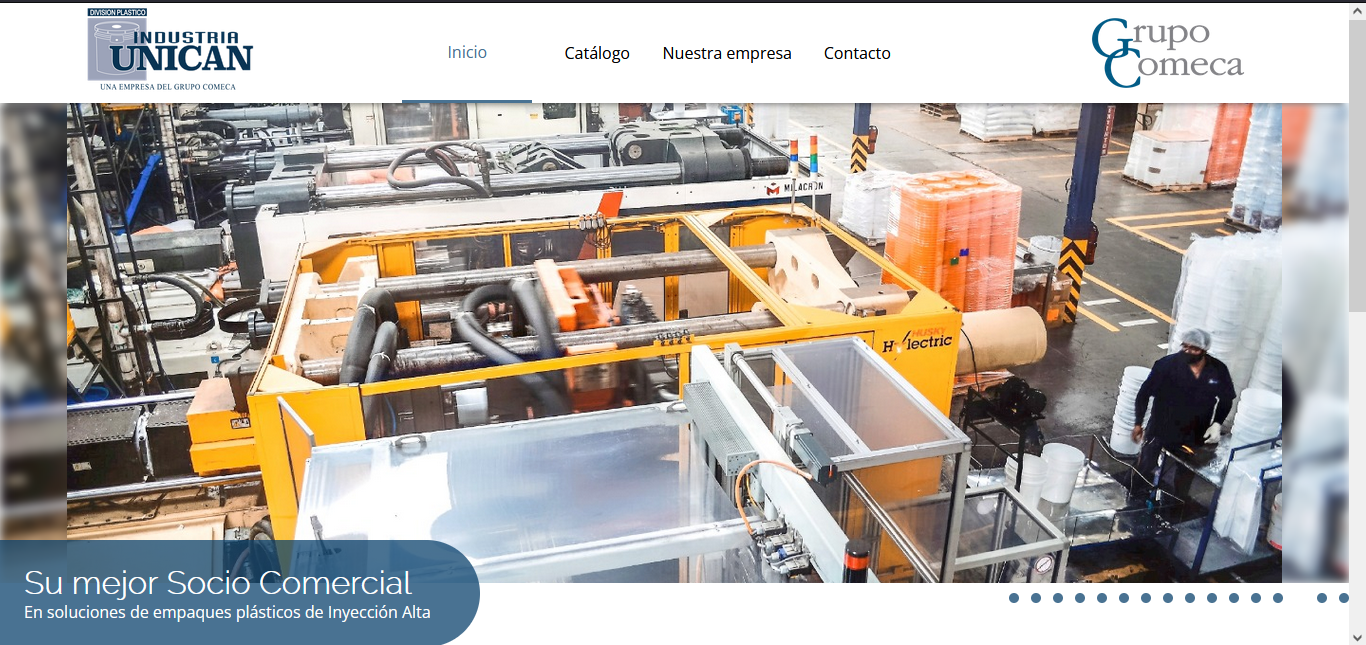 DIVISION PLASTICO
INDUSTRIA
UNICAN
UNA EMPRESA DEL GRUPO COMECA
Inicio
Catálogo
Nuestra empresa
Contacto
Grupo
Comeca
MILACRON
HUSKY
Hylectric
Su mejor Socio Comercial
En soluciones de empaques plásticos de Inyección Alta